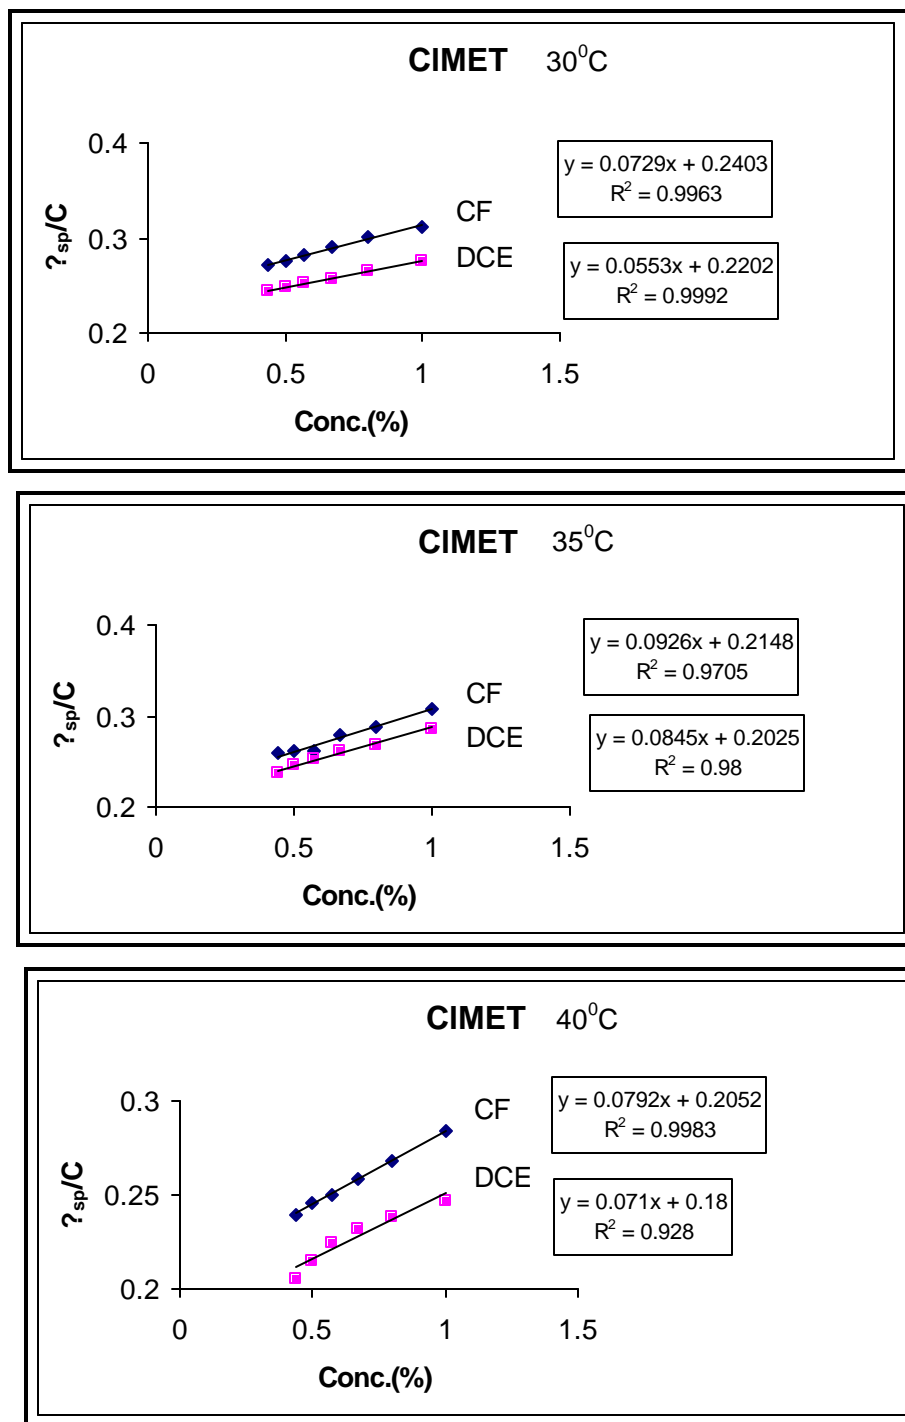 CIMET 30⁰C
0.4
y = 0.0729x + 0.2403
R² = 0.9963
CF
0.3
DCE
y = 0.0553x + 0.2202
R² = 0.9992
?sp/C
0.2
0 0.5 1 1.5
Conc.(%)
CIMET 35⁰C
0.4
y = 0.0926x + 0.2148
R² = 0.9705
CF
0.3
DCE
y = 0.0845x + 0.2025
R² = 0.98
?sp/C
0.2
0 0.5 1 1.5
Conc.(%)
CIMET 40⁰C
0.3
CF
y = 0.0792x + 0.2052
R² = 0.9983
0.25
DCE
y = 0.071x + 0.18
R² = 0.928
?sp/C
0.2
0 0.5 1 1.5
Conc.(%)